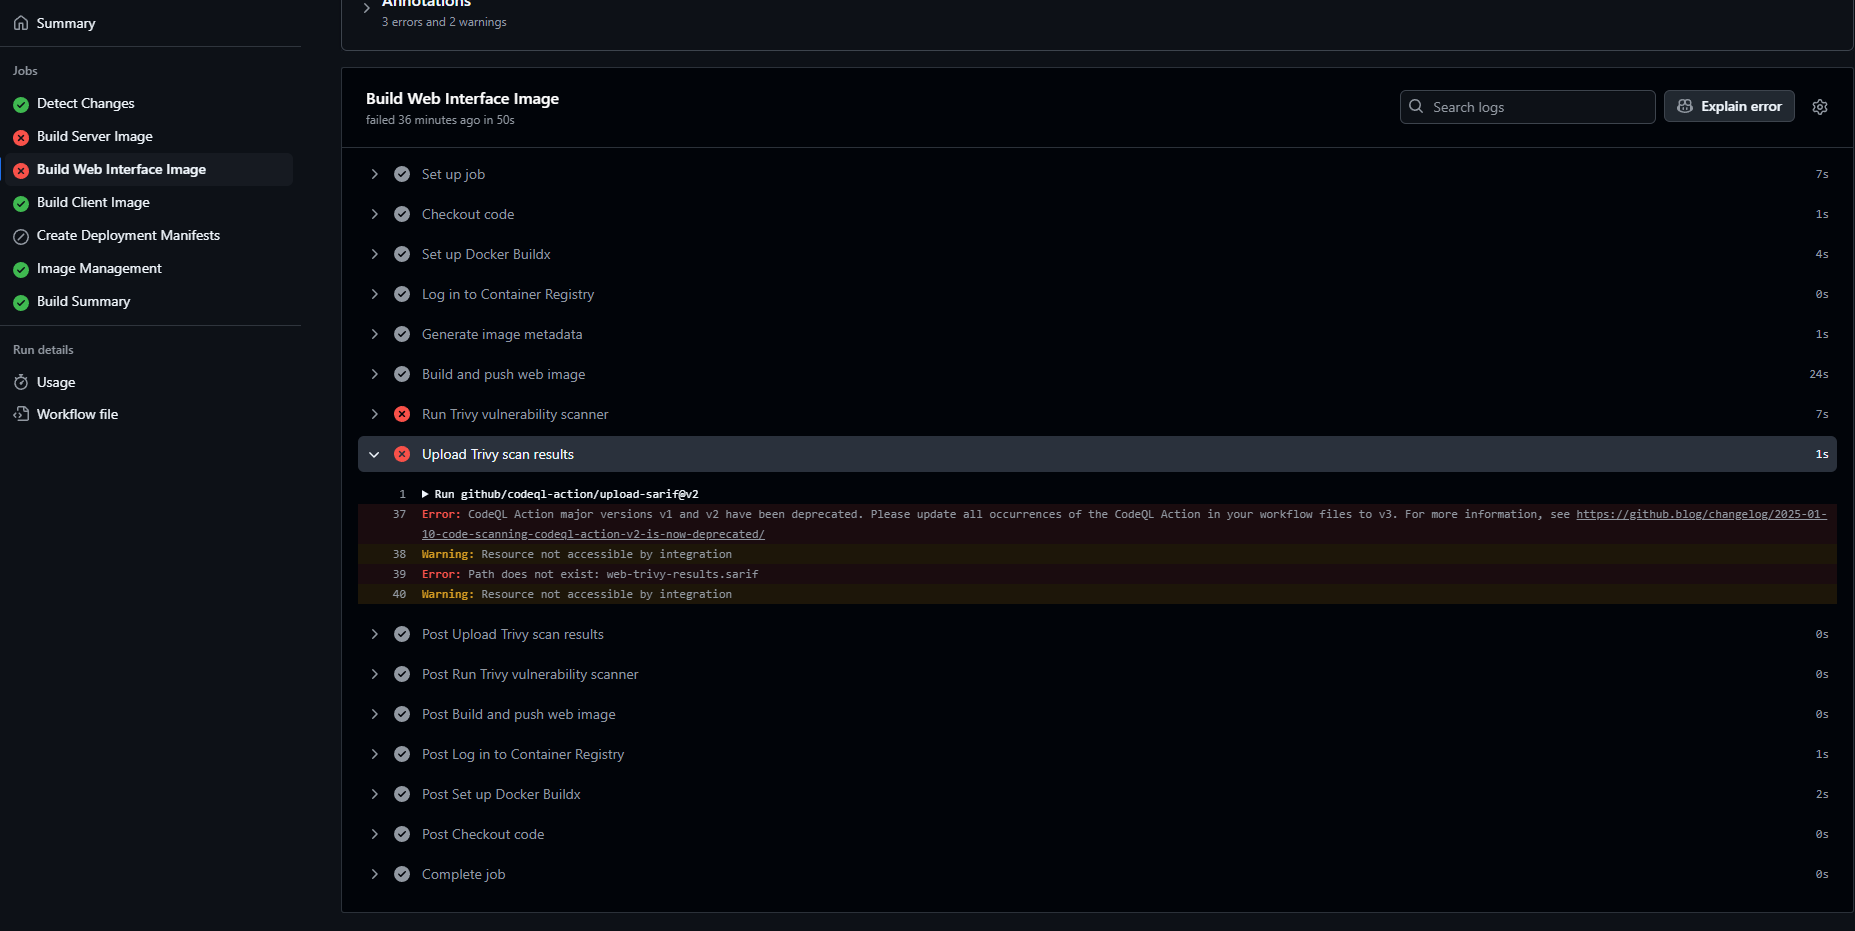 Summary
Jobs
Detect Changes
Build Server Image
Build Web Interface Image
Build Client Image
Create Deployment Manifests
Image Management
Build Summary
Run details
Usage
Workflow file
Annotations
3 errors and 2 warnings
Build Web Interface Image
failed 36 minutes ago in 50s
Search logs
Explain error
Set up job 7s
Checkout code 1s
Set up Docker Buildx 4s
Log in to Container Registry 0s
Generate image metadata 1s
Build and push web image 24s
Run Trivy vulnerability scanner 7s
Upload Trivy scan results 1s
1 Run github/codeql-action/upload-sarif@v2
37 Error: CodeQL Action major versions v1 and v2 have been deprecated. Please update all occurrences of the CodeQL Action in your workflow files to v3. For more information, see https://github.blog/changelog/2025-01-
10-code-scanning-codeql-action-v2-is-now-deprecated/
38 Warning: Resource not accessible by integration
39 Error: Path does not exist: web-trivy-results.sarif
40 Warning: Resource not accessible by integration
Post Upload Trivy scan results 0s
Post Run Trivy vulnerability scanner 0s
Post Build and push web image 0s
Post Log in to Container Registry 1s
Post Set up Docker Buildx 2s
Post Checkout code 0s
Complete job 0s